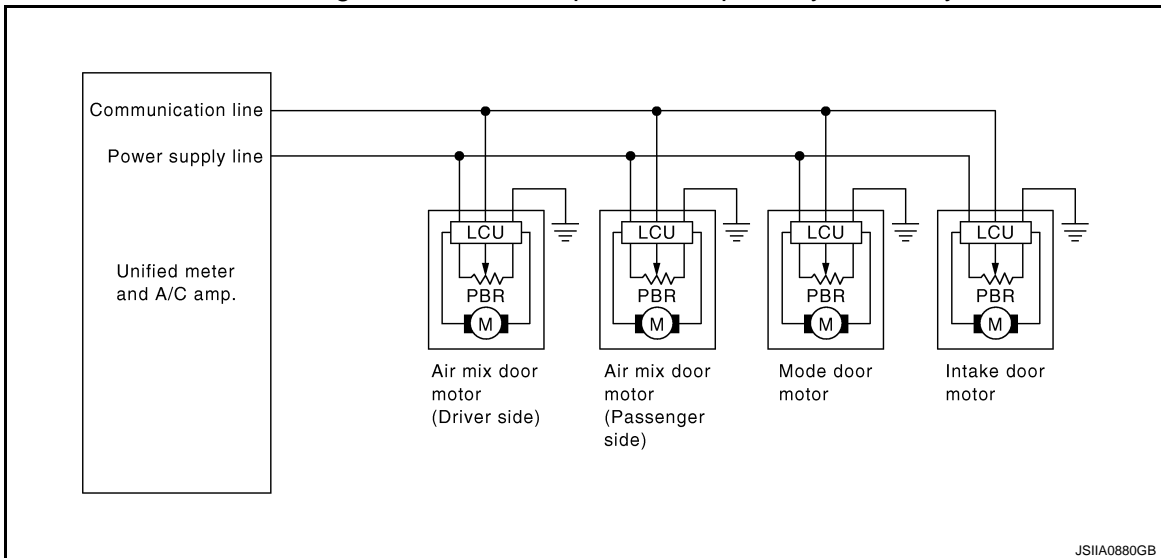 Communication line
Power supply line
Unified meter
and A/C amp.
LCU
PBR
M
Air mix door
motor
(Driver side)
LCU
PBR
M
Air mix door
motor
(Passenger
side)
LCU
PBR
M
Mode door
motor
LCU
PBR
M
Intake door
motor
JSIIA0880GB